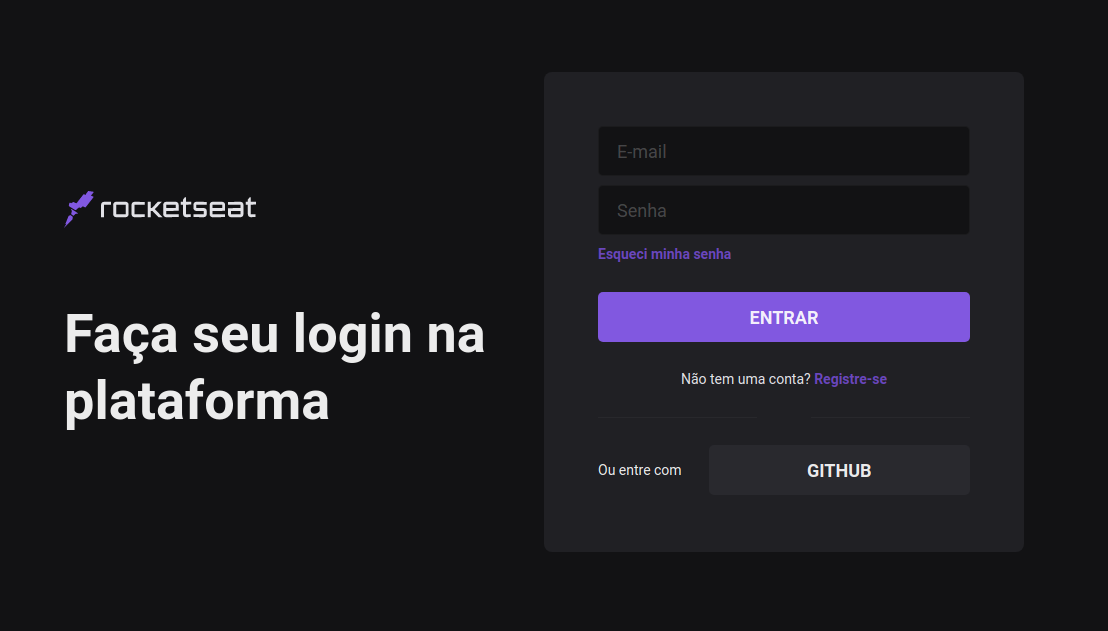 rocketseat
Faça seu login na
plataforma
E-mail
Senha
Esqueci minha senha
ENTRAR
Não tem uma conta? Registre-se
Ou entre com
GITHUB